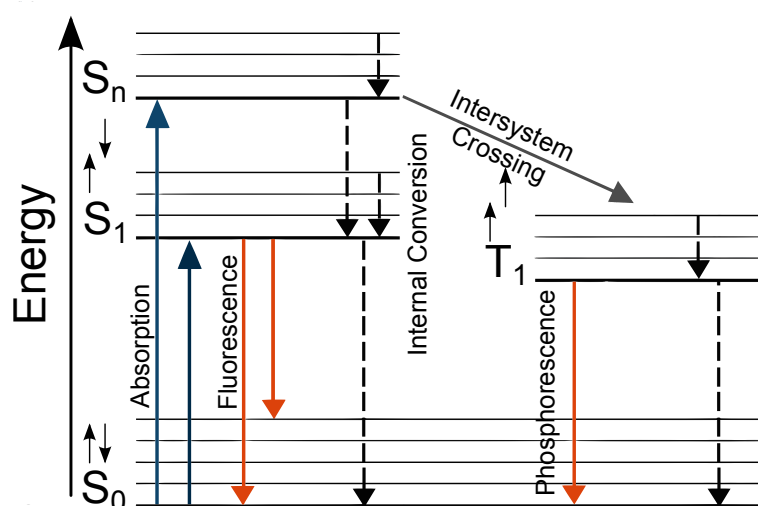 Energy
Sn
S1
S0
Absorption
Fluorescence
Internal Conversion
Intersystem
Crossing
T1
Phosphorescence